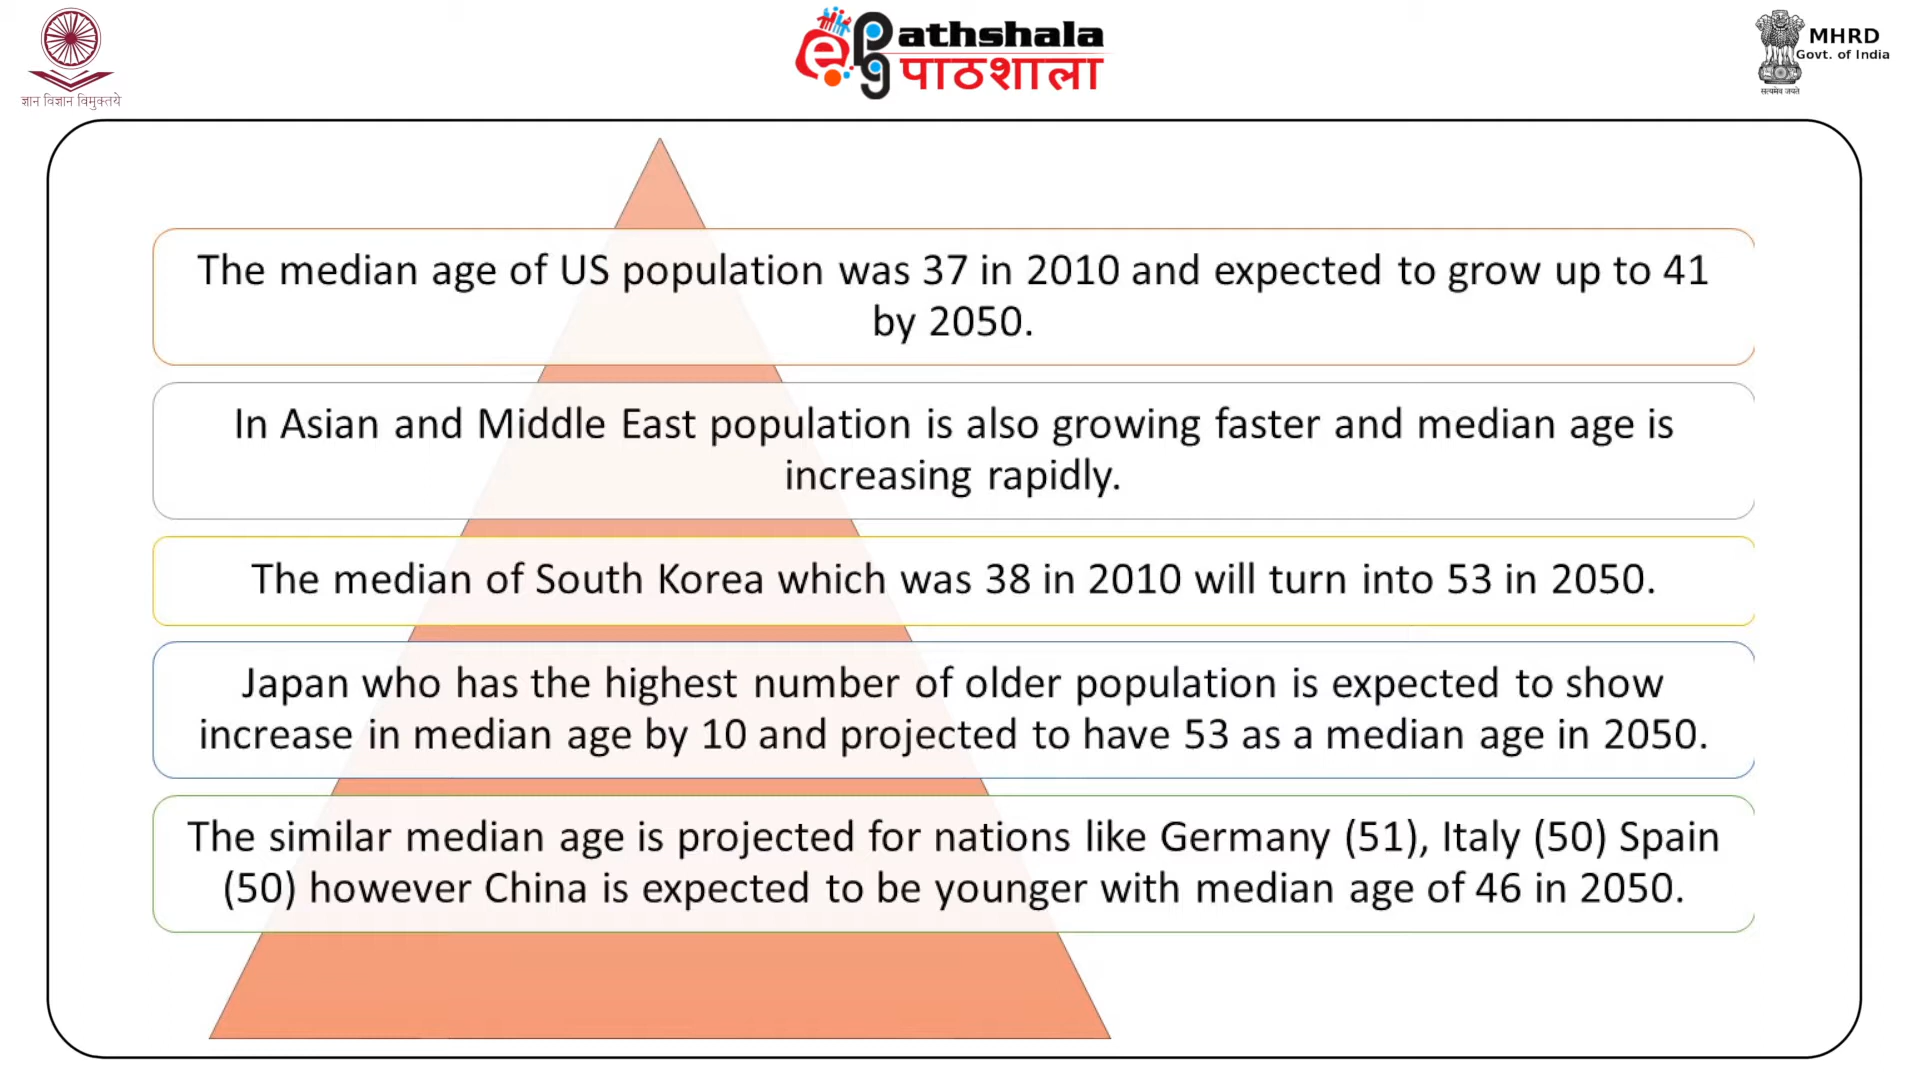 ज्ञान विज्ञान विमुक्तये
ePathshala
पाठशाला
MHRD
Govt. of India
सत्यमेव जयते
The median age of US population was 37 in 2010 and expected to grow up to 41
by 2050.
In Asian and Middle East population is also growing faster and median age is
increasing rapidly.
The median of South Korea which was 38 in 2010 will turn into 53 in 2050.
Japan who has the highest number of older population is expected to show
increase in median age by 10 and projected to have 53 as a median age in 2050.
The similar median age is projected for nations like Germany (51), Italy (50) Spain
(50) however China is expected to be younger with median age of 46 in 2050.